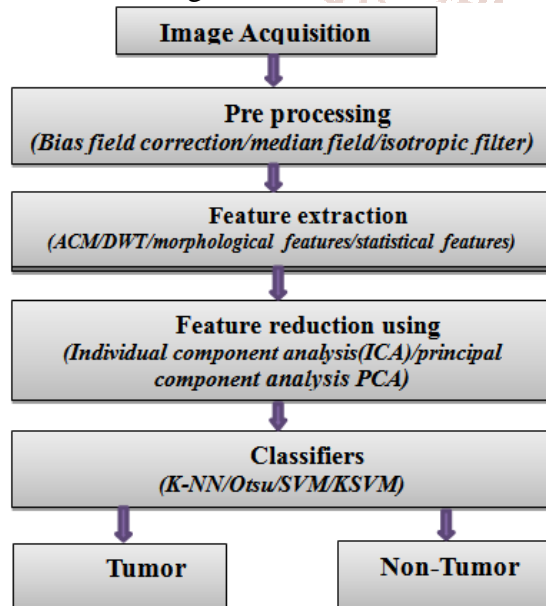 Image Acquisition
Pre processing
(Bias field correction/median field/isotropic filter)
Feature extraction
(ACM/DWT/morphological features/statistical features)
Feature reduction using
(Individual component analysis(ICA)/principal
component analysis PCA)
Classifiers
(K-NN/Otsu/SVM/KSVM)
Tumor
Non-Tumor